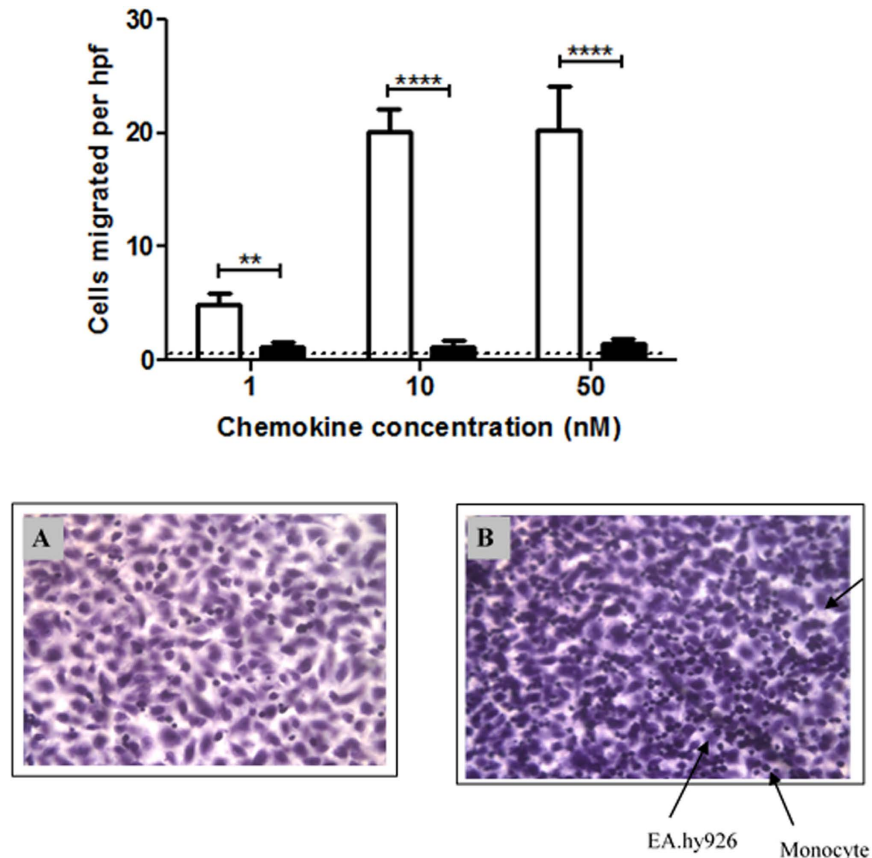 30
****
****
20
10
**
0
Cells migrated per hpf
1 10 50
Chemokine concentration (nM)
A
B
EA.hy926
Monocyte